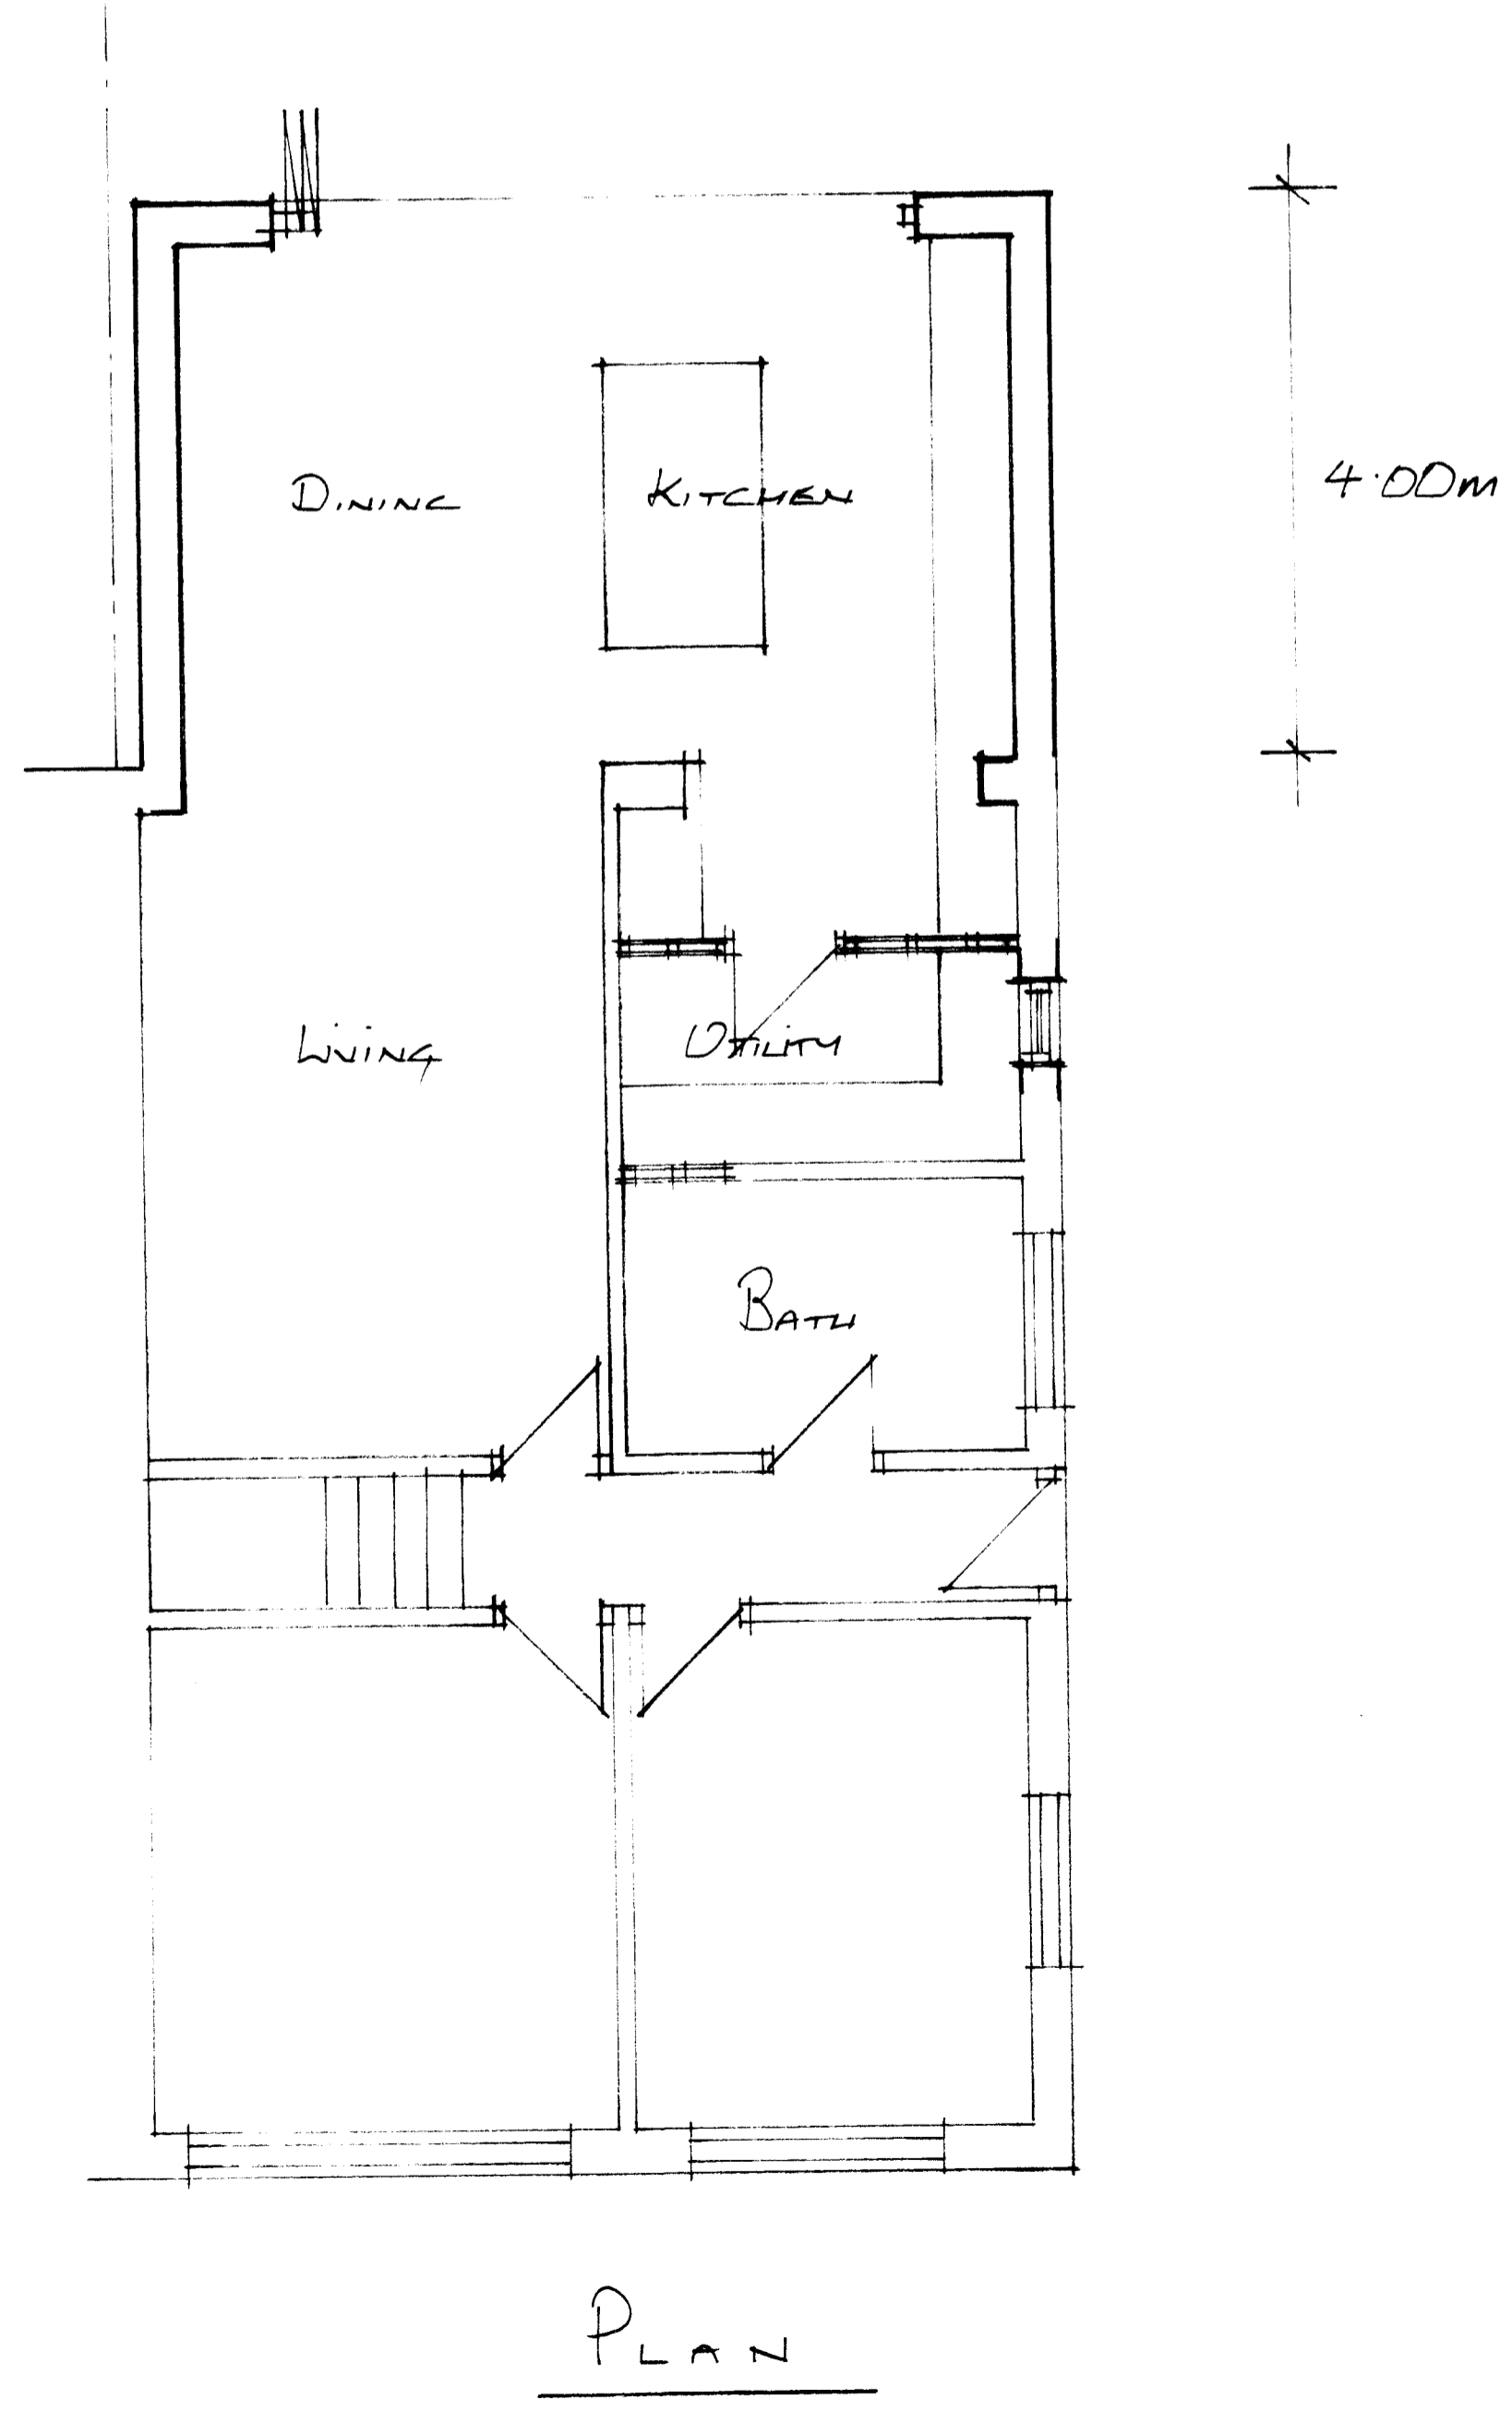 DINING
KITCHEN
4.00m
LIVING
UTILITY
BATH
PLAN